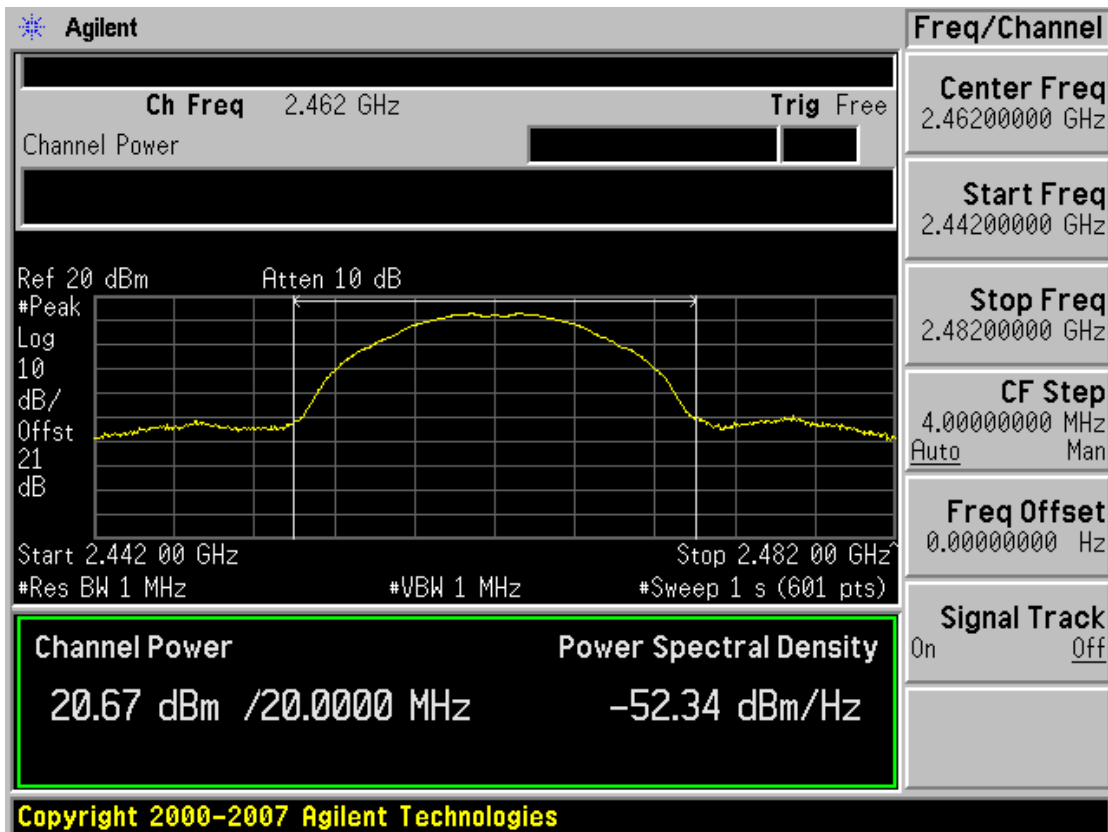 Agilent
Freq/Channel
Ch Freq 2.462 GHz Trig Free
Channel Power
Center Freq
2.46200000 GHz
Start Freq
2.44200000 GHz
Stop Freq
2.48200000 GHz
CF Step
4.00000000 MHz
Auto Man
Freq Offset
0.00000000 Hz
Signal Track
On Off
Ref 20 dBm Atten 10 dB
#Peak
Log
10
dB/
Offst
21
dB
Start 2.442 00 GHz Stop 2.482 00 GHz^
#Res BW 1 MHz #VBW 1 MHz #Sweep 1 s (601 pts)
Channel Power Power Spectral Density
20.67 dBm /20.0000 MHz -52.34 dBm/Hz
Copyright 2000-2007 Agilent Technologies